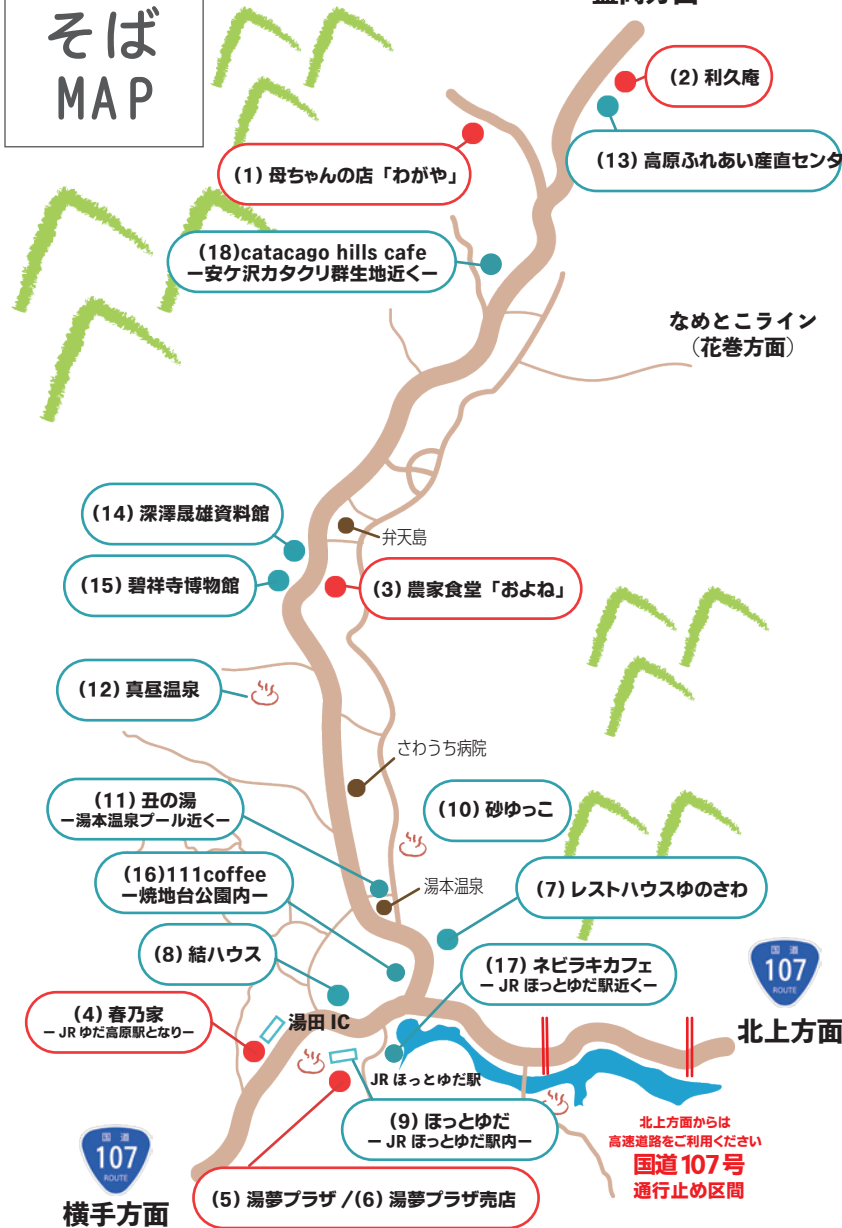 そば
MAP
(2) 利久庵
(13) 高原ふれあい産直センタ
(1) 母ちゃんの店「わがや」
(18)catacago hills cafe
ー安ケ沢カタクリ群生地近くー
なめとこライン
（花巻方面）
(14) 深澤晟雄資料館
弁天島
(15) 碧祥寺博物館
(3) 農家食堂「およね」
(12) 真昼温泉
さわうち病院
(11) 丑の湯
ー湯本温泉プール近くー
(10) 砂ゆっこ
(16)111coffee
ー焼地台公園内ー
湯本温泉
(7) レストハウスゆのさわ
(8) 結ハウス
(17) ネビラキカフェ
ー JR ほっとゆだ駅近くー
国道
107
ROUTE
北上方面
(4) 春乃家
ー JR ゆだ高原駅となりー
湯田 IC
JR ほっとゆだ駅
(9) ほっとゆだ
ー JR ほっとゆだ駅内ー
北上方面からは
高速道路をご利用ください
国道 107 号
通行止め区間
国道
107
ROUTE
横手方面
(5) 湯夢プラザ /(6) 湯夢プラザ売店